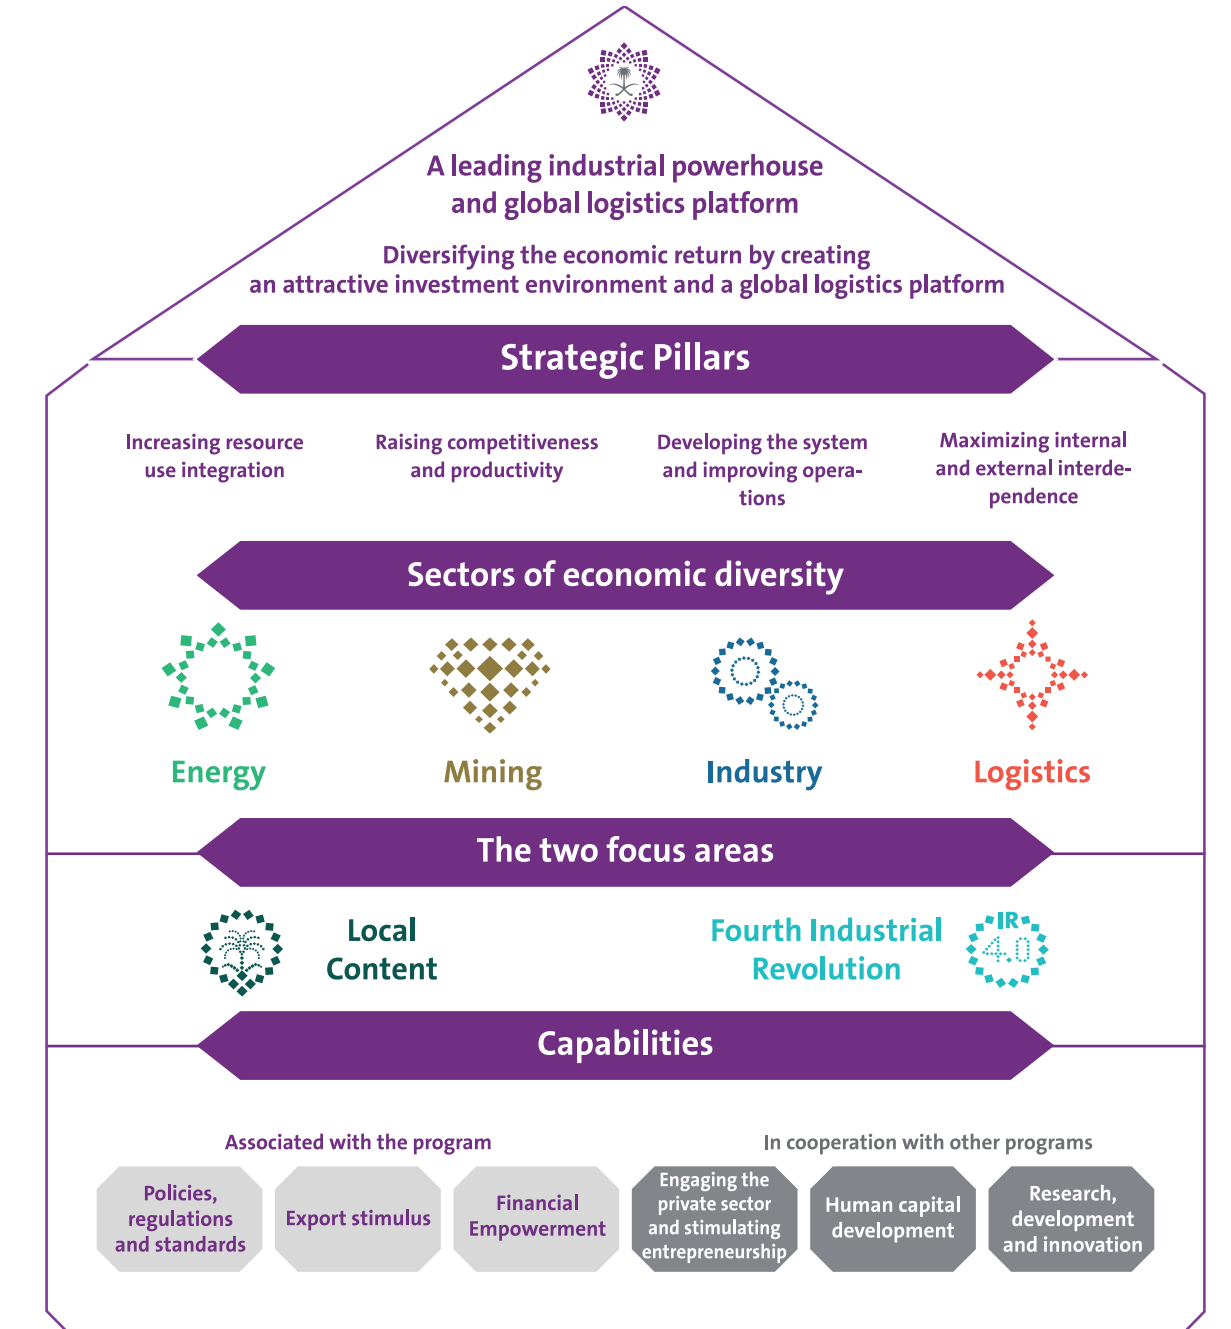 A leading industrial powerhouse
and global logistics platform
Diversifying the economic return by creating
an attractive investment environment and a global logistics platform
Strategic Pillars
Increasing resource
use integration
Raising competitiveness
and productivity
Developing the system
and improving opera-
tions
Maximizing internal
and external interde-
pendence
Sectors of economic diversity
Energy
Mining
Industry
Logistics
The two focus areas
Local
Content
Fourth Industrial
Revolution
IR
4.0
Capabilities
Associated with the program
Policies,
regulations
and standards
Export stimulus
Financial
Empowerment
In cooperation with other programs
Engaging the
private sector
and stimulating
entrepreneurship
Human capital
development
Research,
development
and innovation